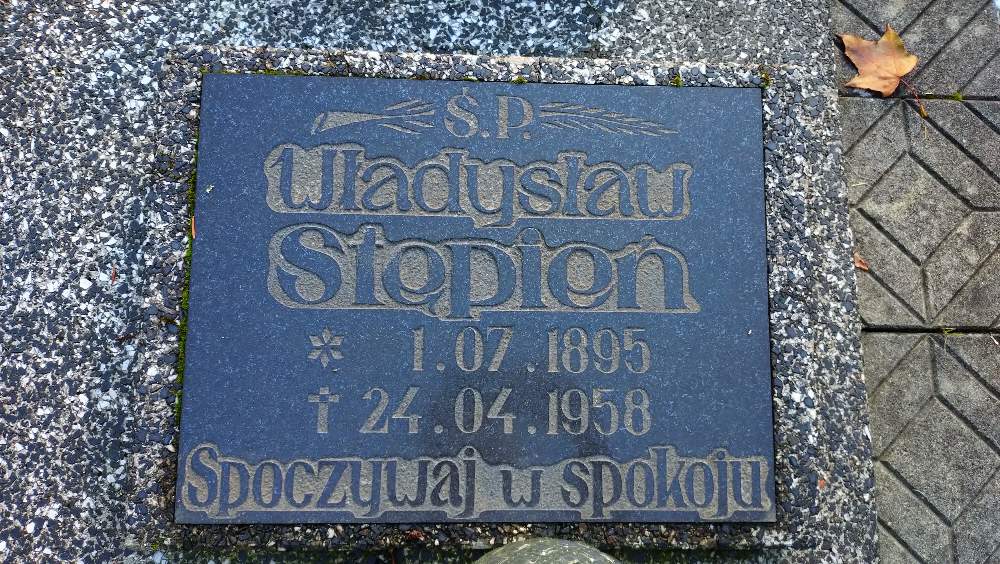 Ś.P.
Władysław
Stępień
* 1.07.1895
† 24.04.1958
Spoczywaj w spokoju